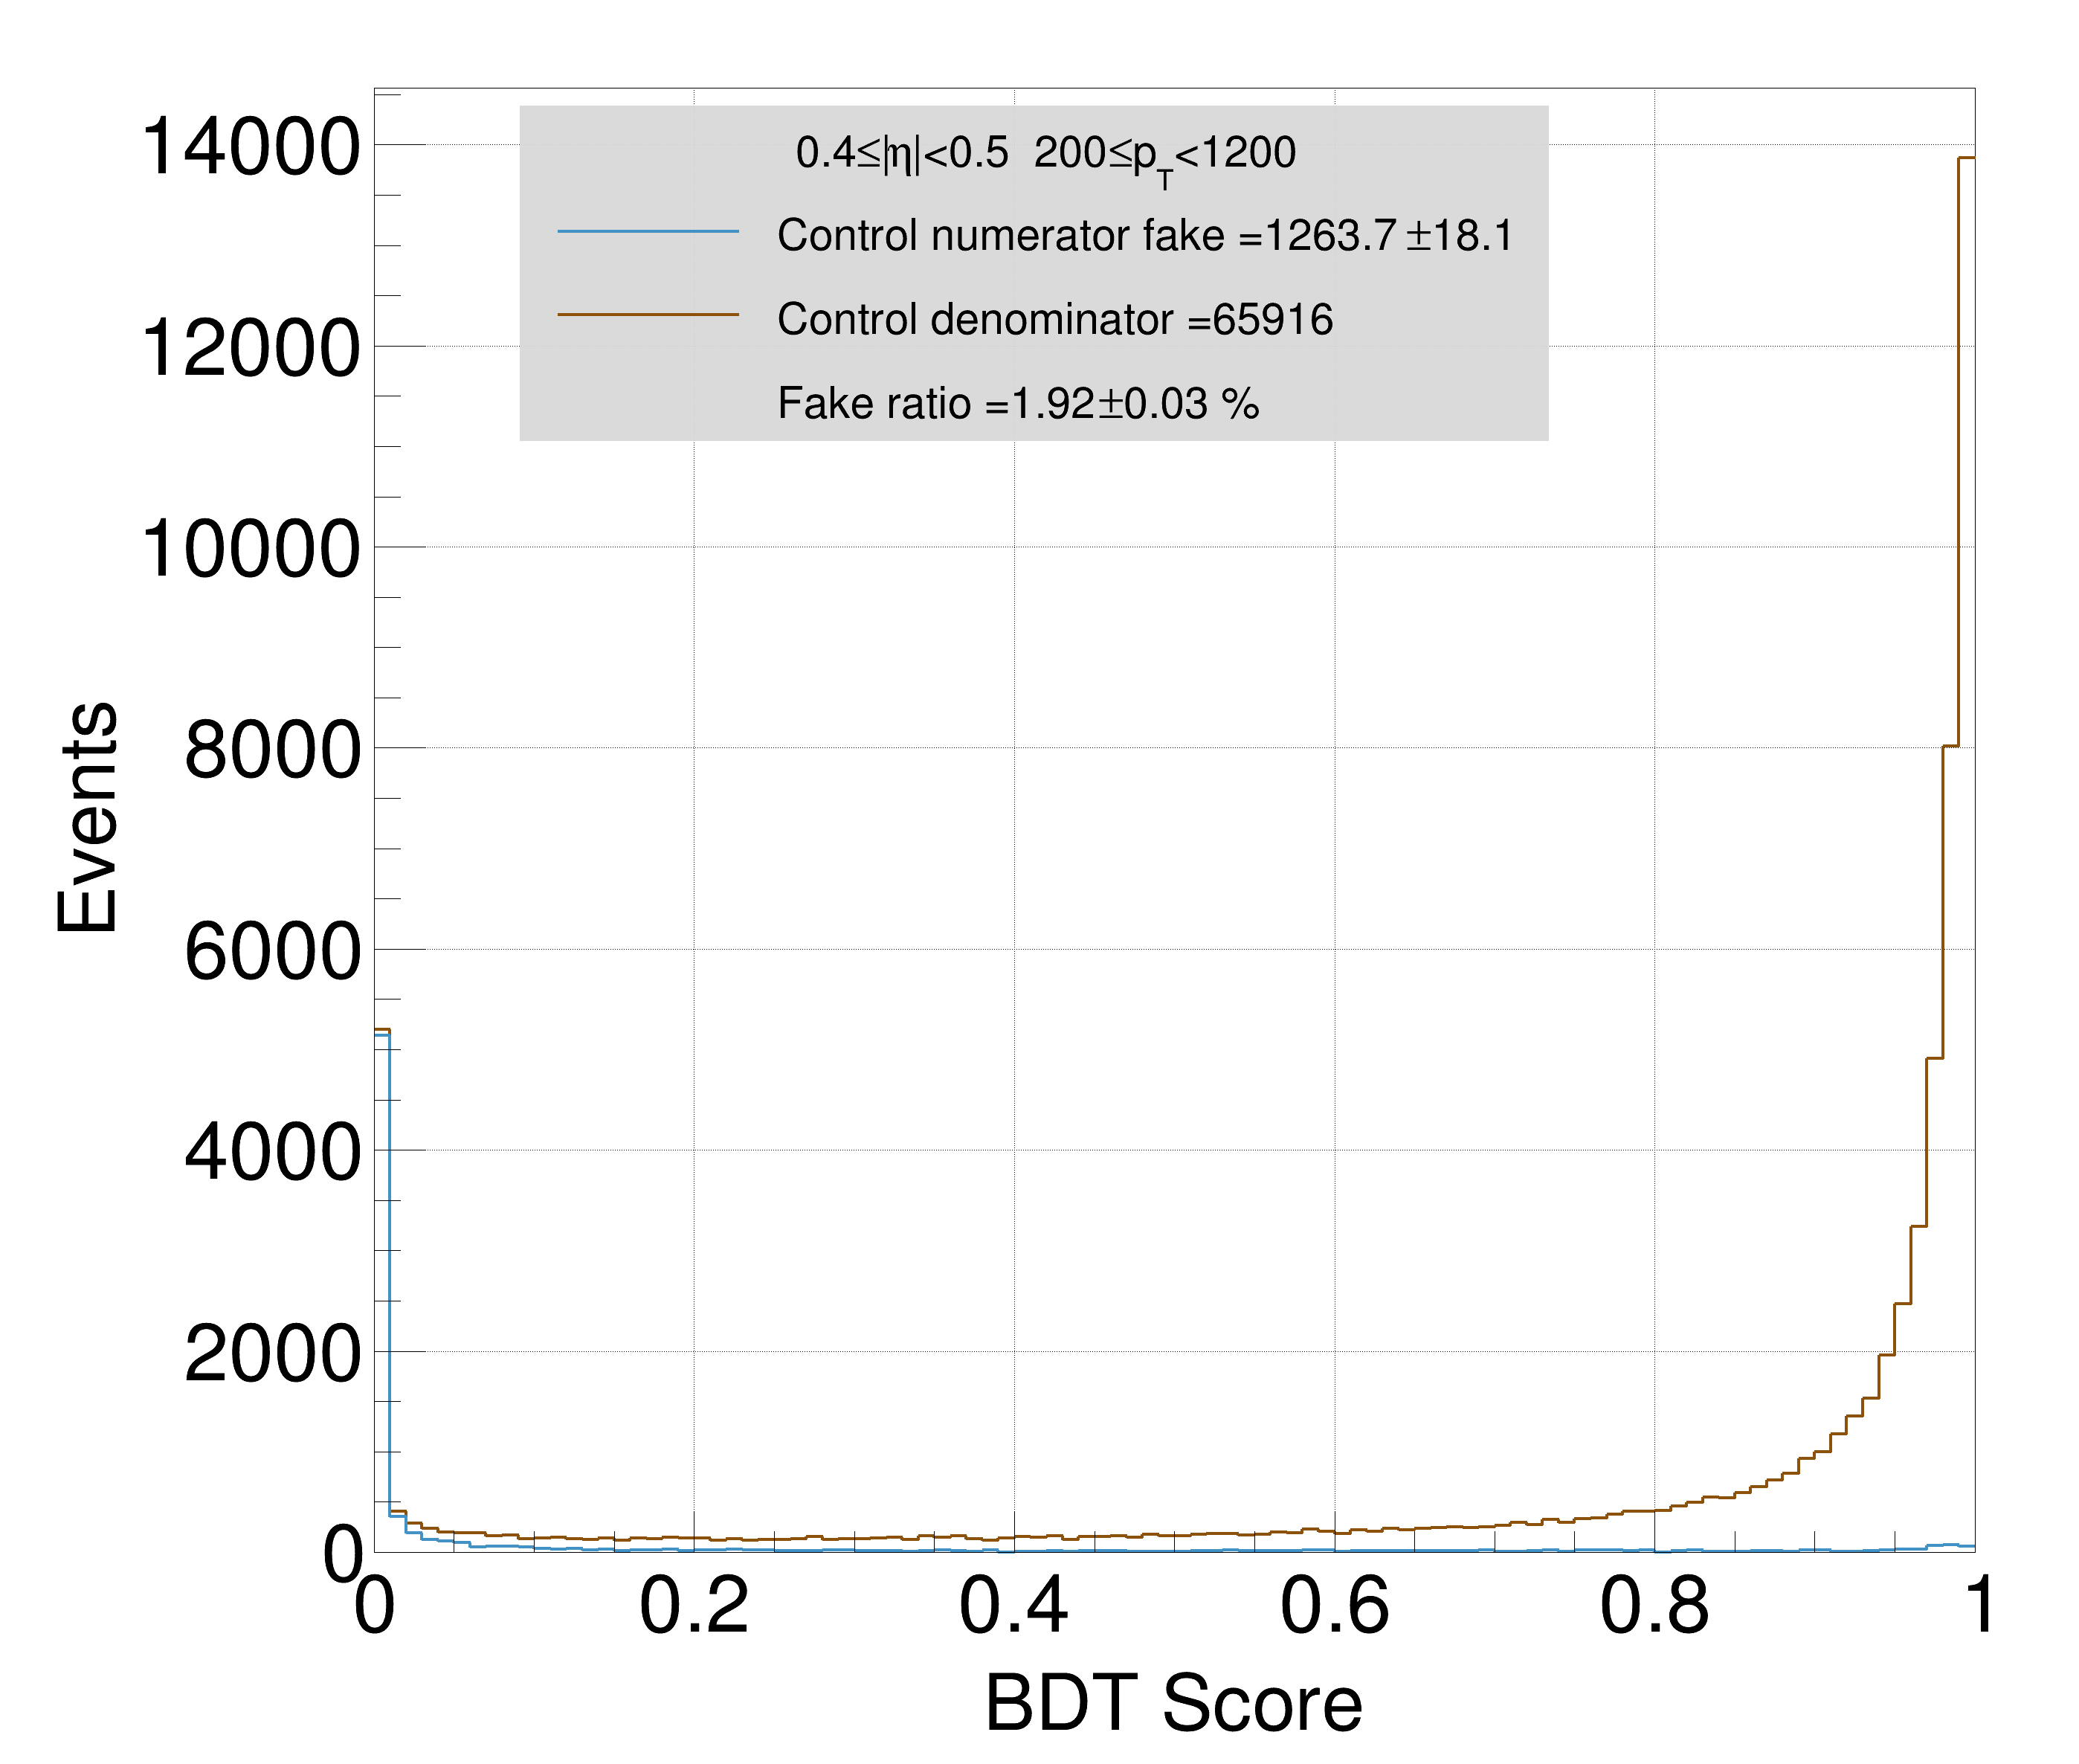 0.4≤|η|<0.5 200≤p_T<1200
Control numerator fake =1263.7±18.1
Control denominator =65916
Fake ratio =1.92±0.03 %
14000
12000
10000
8000
6000
4000
2000
0
Events
0 0.2 0.4 0.6 0.8 1
BDT Score